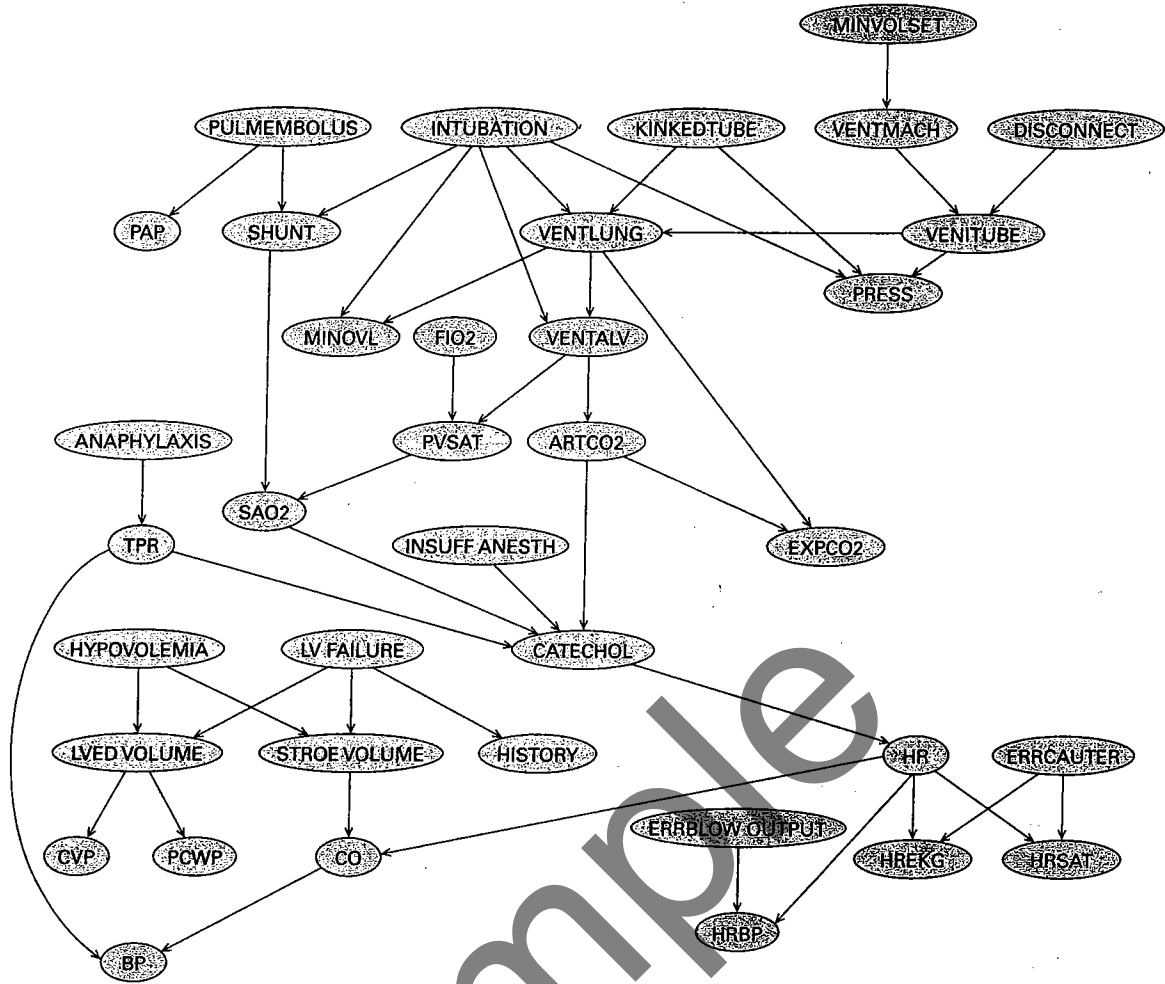 MINVOLSET
PULMEMBOLUS
INTUBATION
KINKEDTUBE
VENTMACH
DISCONNECT
PAP
SHUNT
VENTLUNG
VENITUBE
PRESS
MINOVL
FIO2
VENTALV
ANAPHYLAXIS
PVSAT
ARTCO2
SAO2
TPR
INSUFF ANESTH
EXPCO2
HYPOVOLEMIA
LV FAILURE
CATECHOL
LVED VOLUME
STROE VOLUME
HISTORY
HR
ERRCAUTER
ERRBLOW OUTPUT
CVP
PCWP
CO
HREKG
HRSAT
HRBP
BP
mple